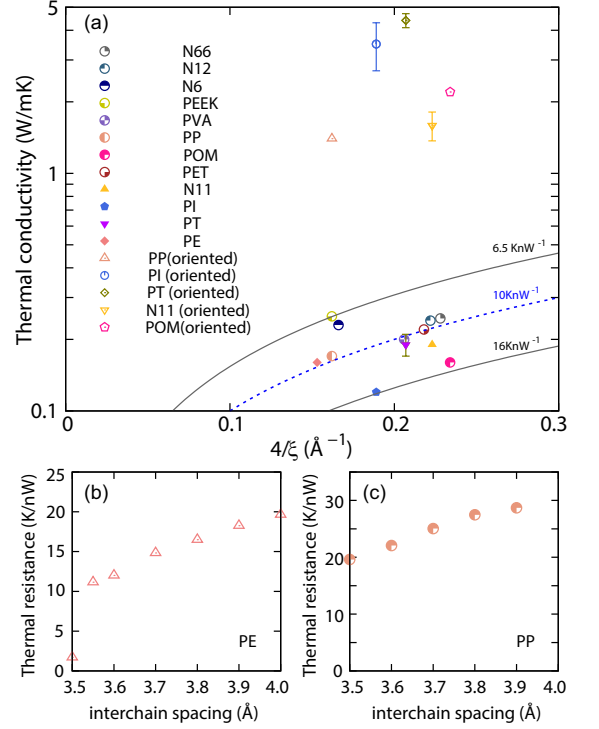 (a)
Thermal conductivity (W/mK)
5
1
0.1
N66
N12
N6
PEEK
PVA
PP
POM
PET
N11
PI
PT
PE
PP(oriented)
PI (oriented)
PT (oriented)
N11 (oriented)
POM(oriented)
6.5 KnW⁻¹
10KnW⁻¹
16KnW⁻¹
0 0.1 0.2 0.3
4/ξ (Å⁻¹)
(b)
Thermal resistance (K/nW)
25
20
15
10
5
0
PE
3.5 3.6 3.7 3.8 3.9 4.0
interchain spacing (Å)
(c)
Thermal resistance (K/nW)
30
20
10
0
PP
3.5 3.6 3.7 3.8 3.9 4.0
interchain spacing (Å)